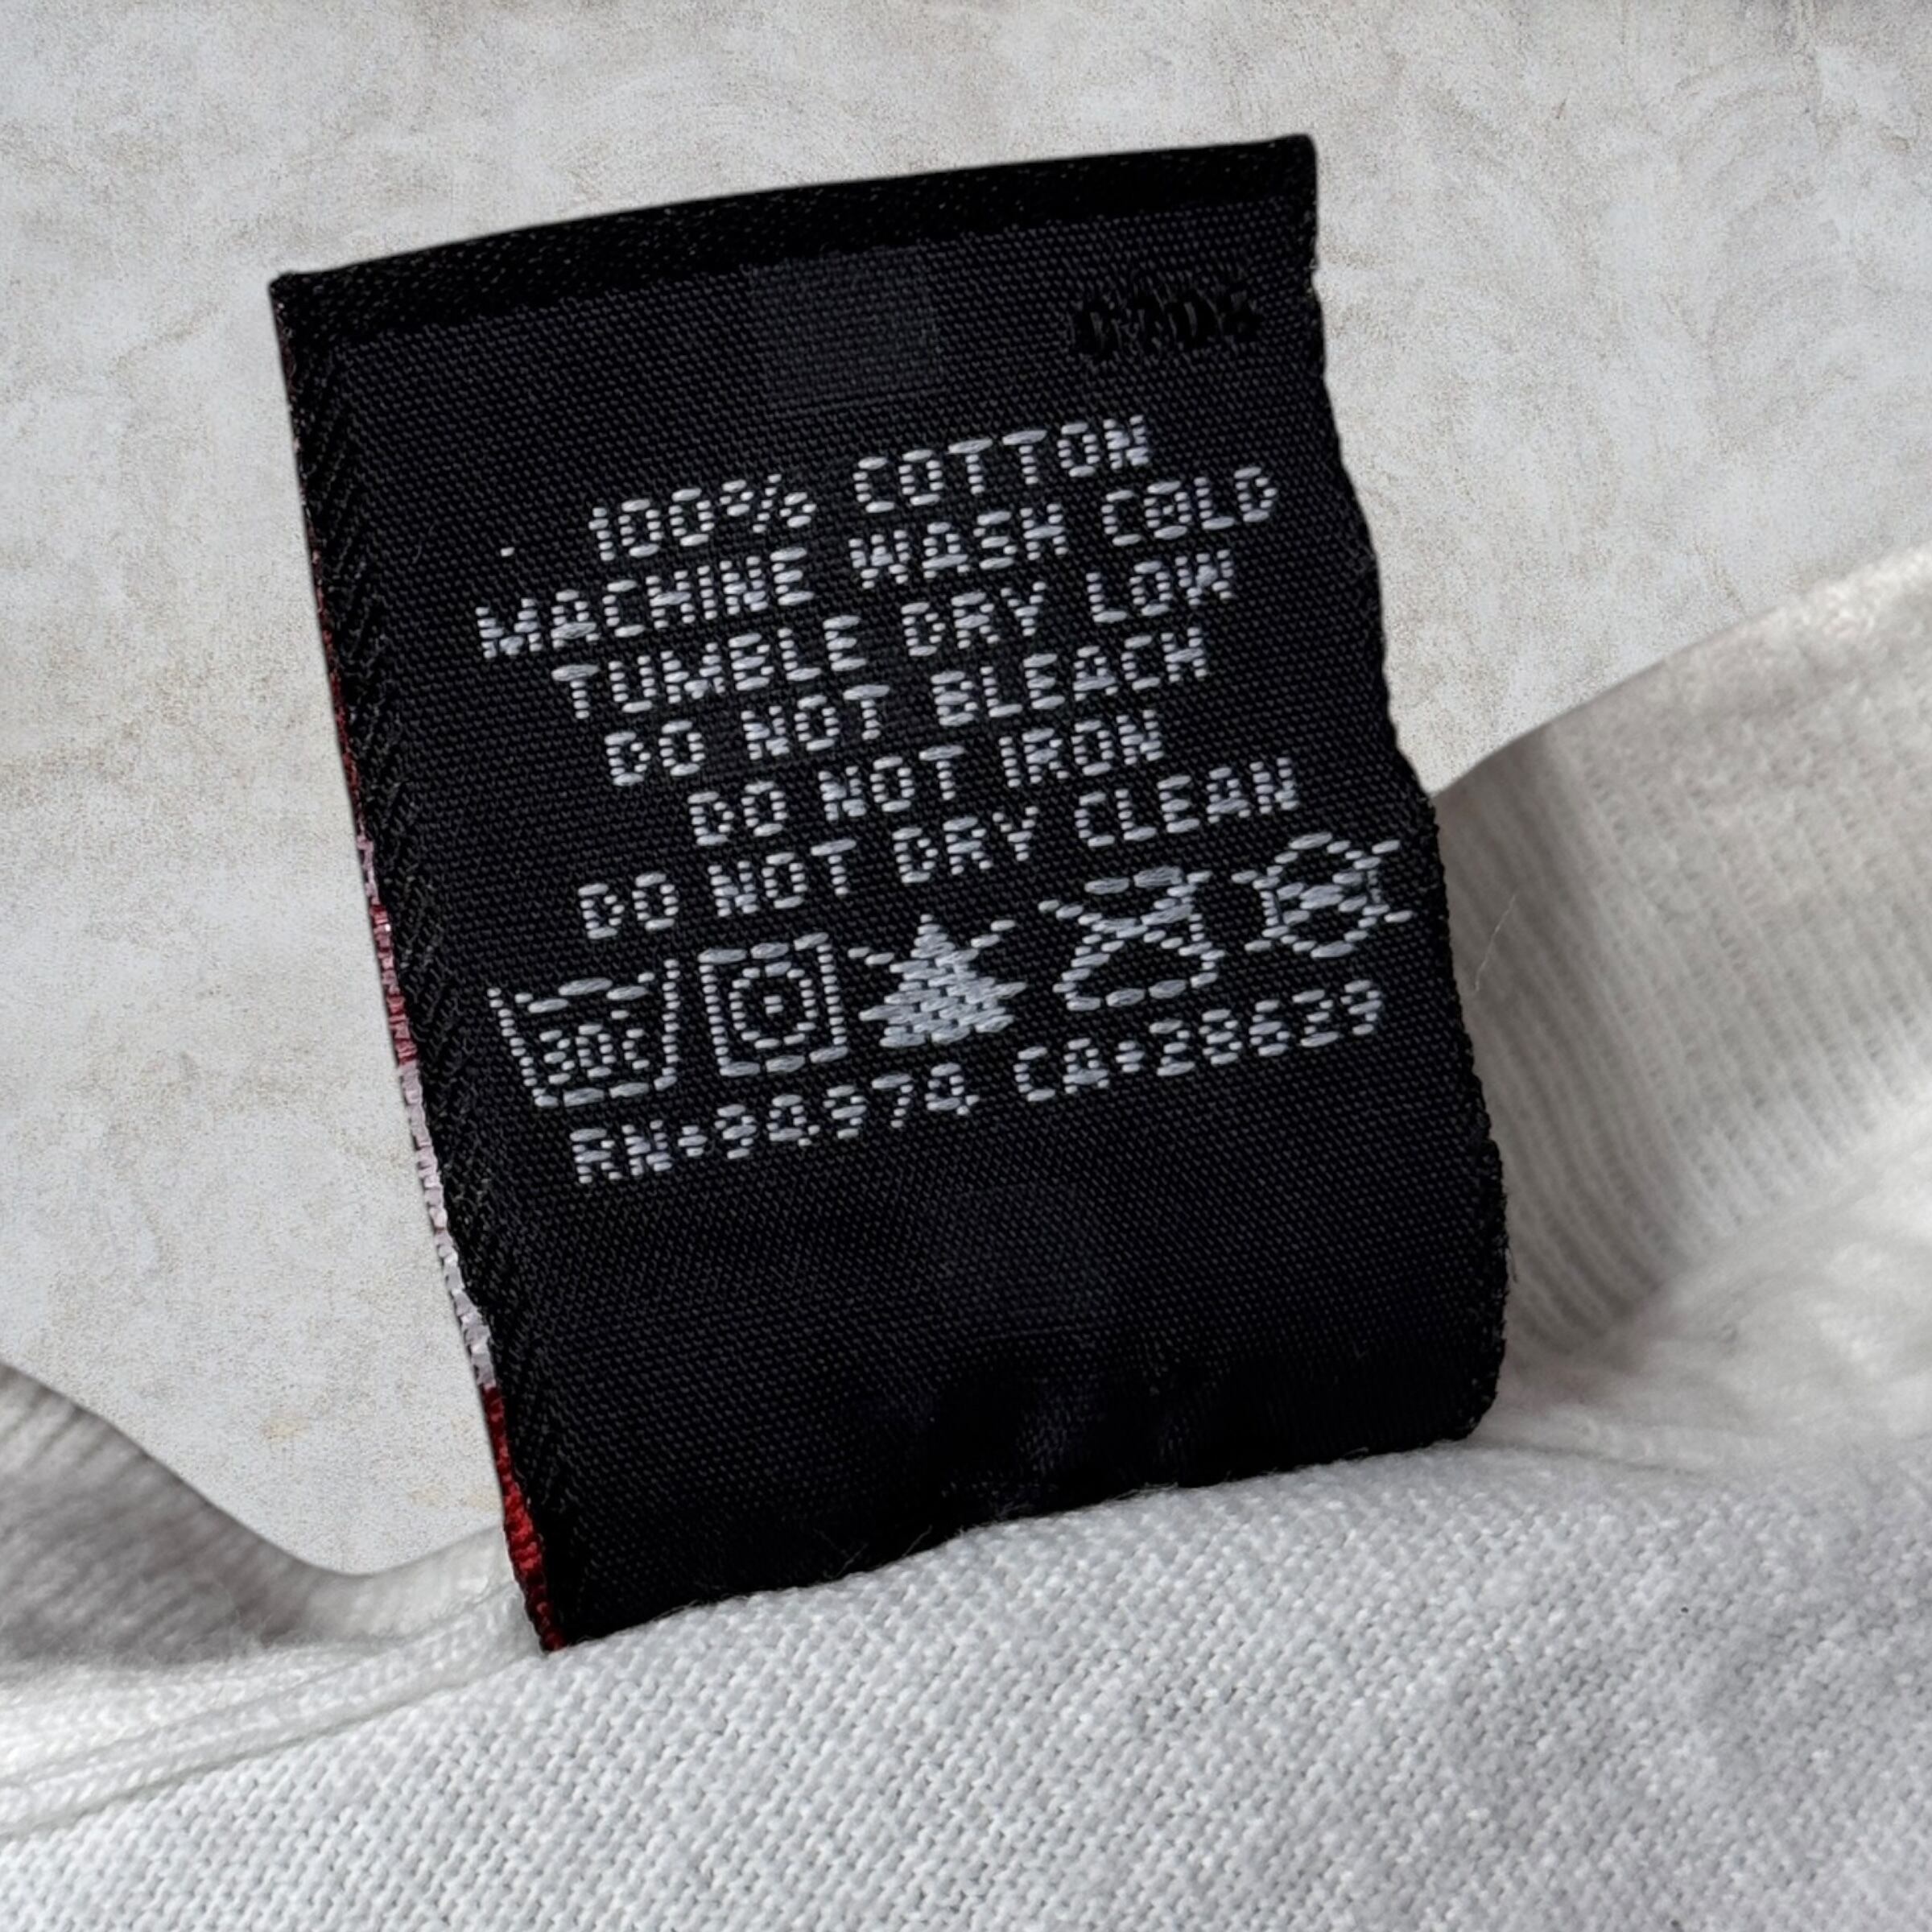 100% COTTON
MACHINE WASH COLD
TUMBLE DRY LOW
DO NOT BLEACH
DO NOT IRON
DO NOT DRY CLEAN
30c
RN•94974 CA•28629